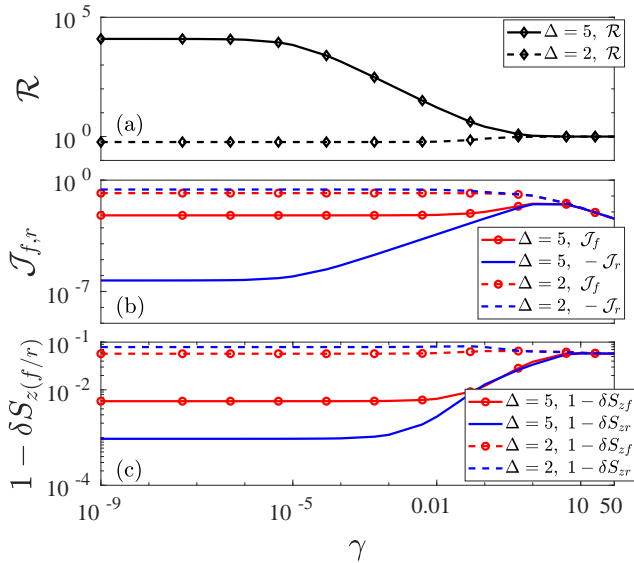 10^5
Δ = 5, ℛ
Δ = 2, ℛ
ℛ
10^0
(a)
10^0
𝒥_{f,r}
Δ = 5, 𝒥_f
Δ = 5, − 𝒥_r
Δ = 2, 𝒥_f
Δ = 2, − 𝒥_r
10^{-7}
(b)
10^{-1}
1 − δS_{z(f/r)}
10^{-2}
Δ = 5, 1−δS_{zf}
Δ = 5, 1−δS_{zr}
Δ = 2, 1−δS_{zf}
Δ = 2, 1−δS_{zr}
(c)
10^{-4}
10^{-9} 10^{-5} 0.01 10 50
γ